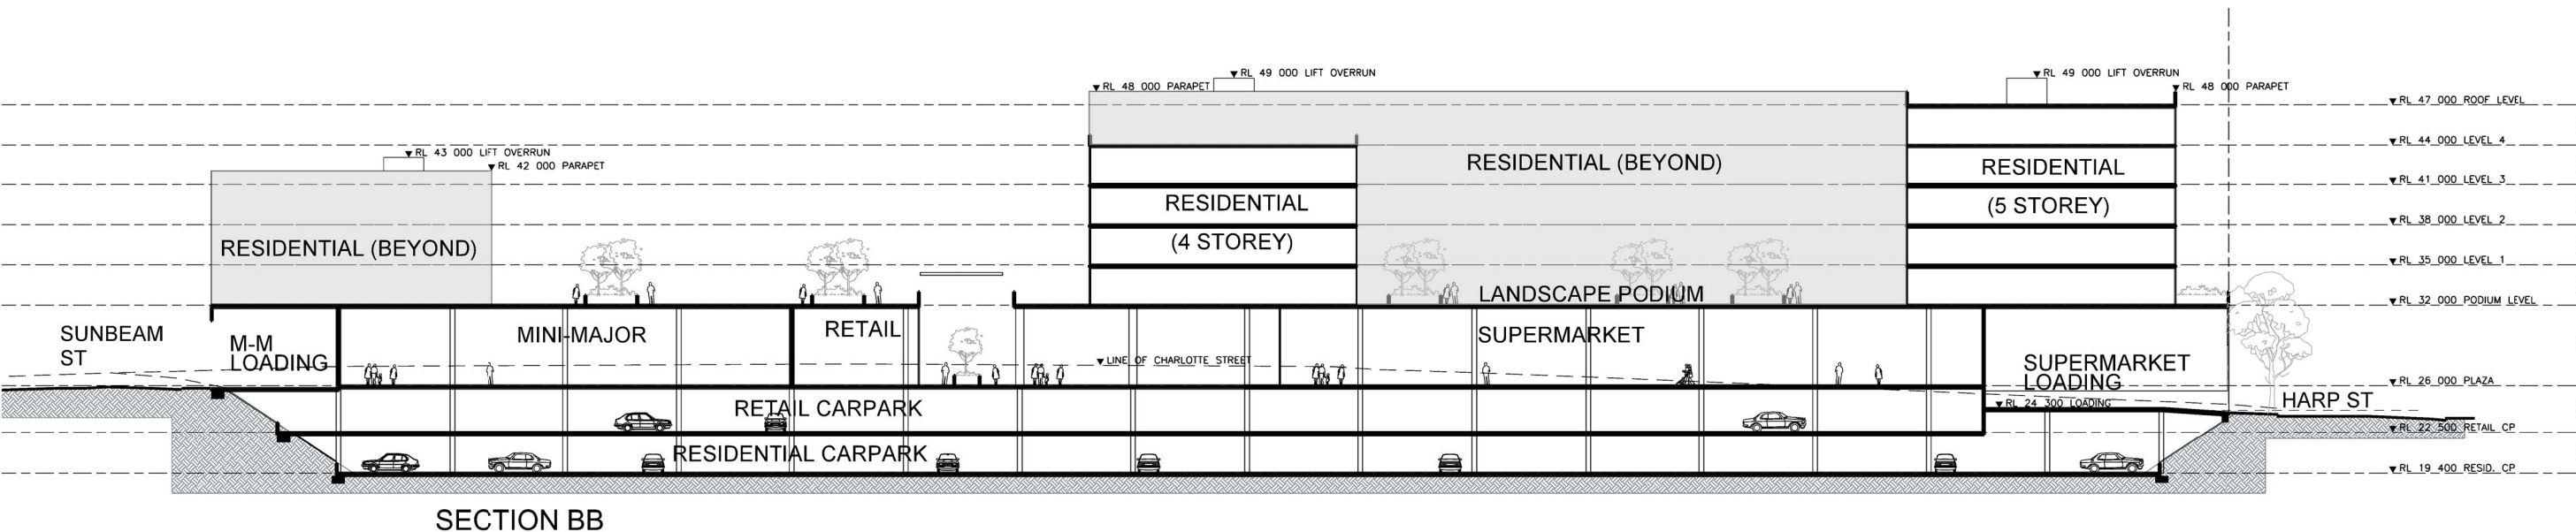 RL 49 000 LIFT OVERRUN
RL 49 000 LIFT OVERRUN
RL 48 000 PARAPET
RL 48 000 PARAPET
RL 47 000 ROOF LEVEL
RL 44 000 LEVEL 4
RL 43 000 LIFT OVERRUN
RL 42 000 PARAPET
RESIDENTIAL (BEYOND)
RESIDENTIAL
(5 STOREY)
RL 41 000 LEVEL 3
RESIDENTIAL
(4 STOREY)
RL 38 000 LEVEL 2
RESIDENTIAL (BEYOND)
RL 35 000 LEVEL 1
LANDSCAPE PODIUM
RL 32 000 PODIUM LEVEL
SUNBEAM
ST
M-M
LOADING
MINI-MAJOR
RETAIL
LINE OF CHARLOTTE STREET
SUPERMARKET
SUPERMARKET
LOADING
RL 26 000 PLAZA
RETAIL CARPARK
RL 24 300 LOADING
HARP ST
RL 22 500 RETAIL CP
RESIDENTIAL CARPARK
RL 19 400 RESID. CP
SECTION BB